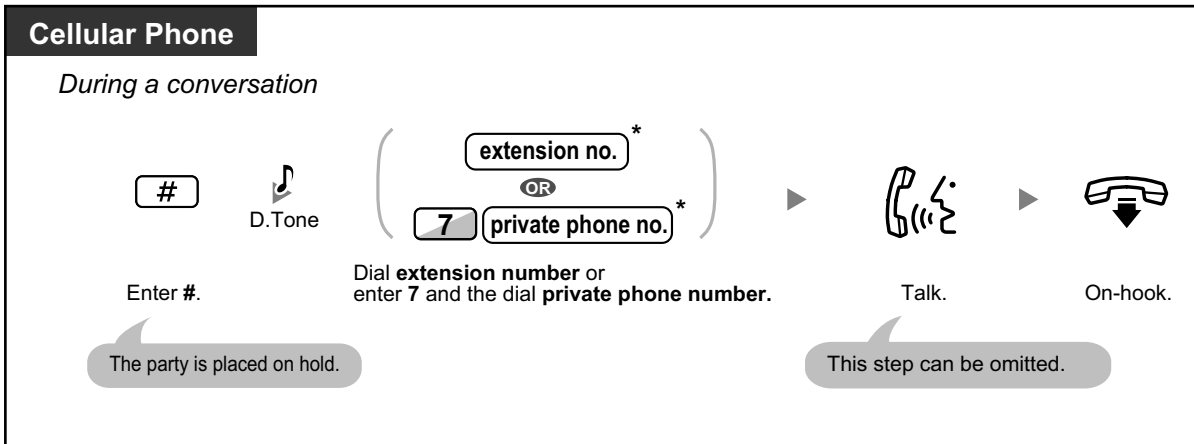 Cellular Phone
During a conversation
#
D.Tone
extension no.*
OR
7 private phone no.*
Enter #.
Dial extension number or
enter 7 and the dial private phone number.
Talk.
On-hook.
The party is placed on hold.
This step can be omitted.